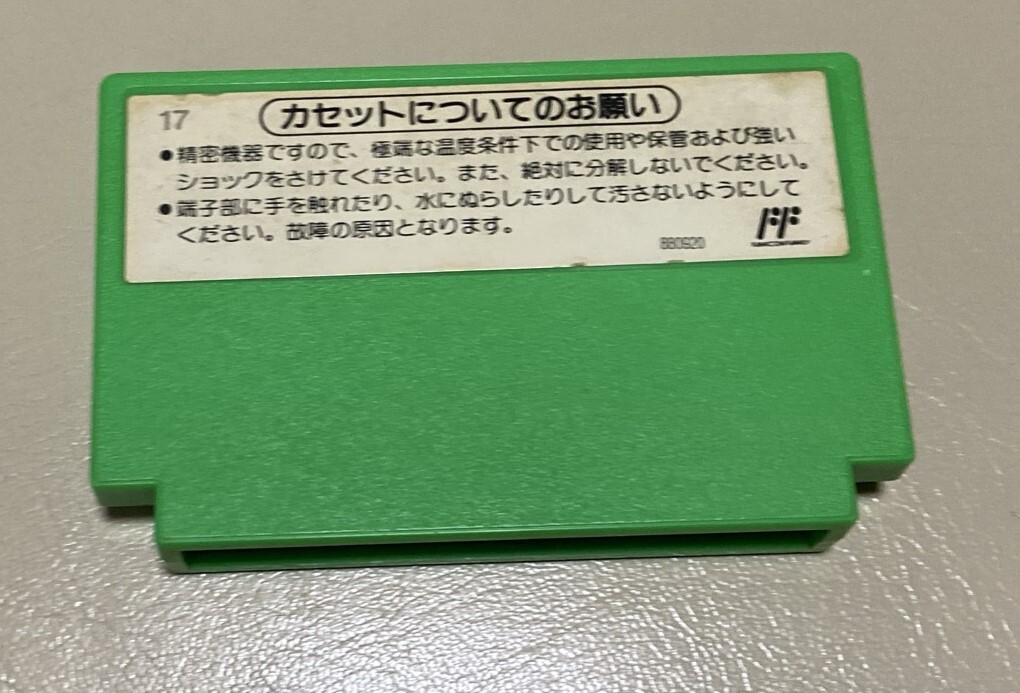 17
カセットについてのお願い
●精密機器ですので、極端な温度条件下での使用や保管および強い
ショックをさけてください。また、絶対に分解しないでください。
●端子部に手を触れたり、水にぬらしたりして汚さないようにして
ください。故障の原因となります。
880920